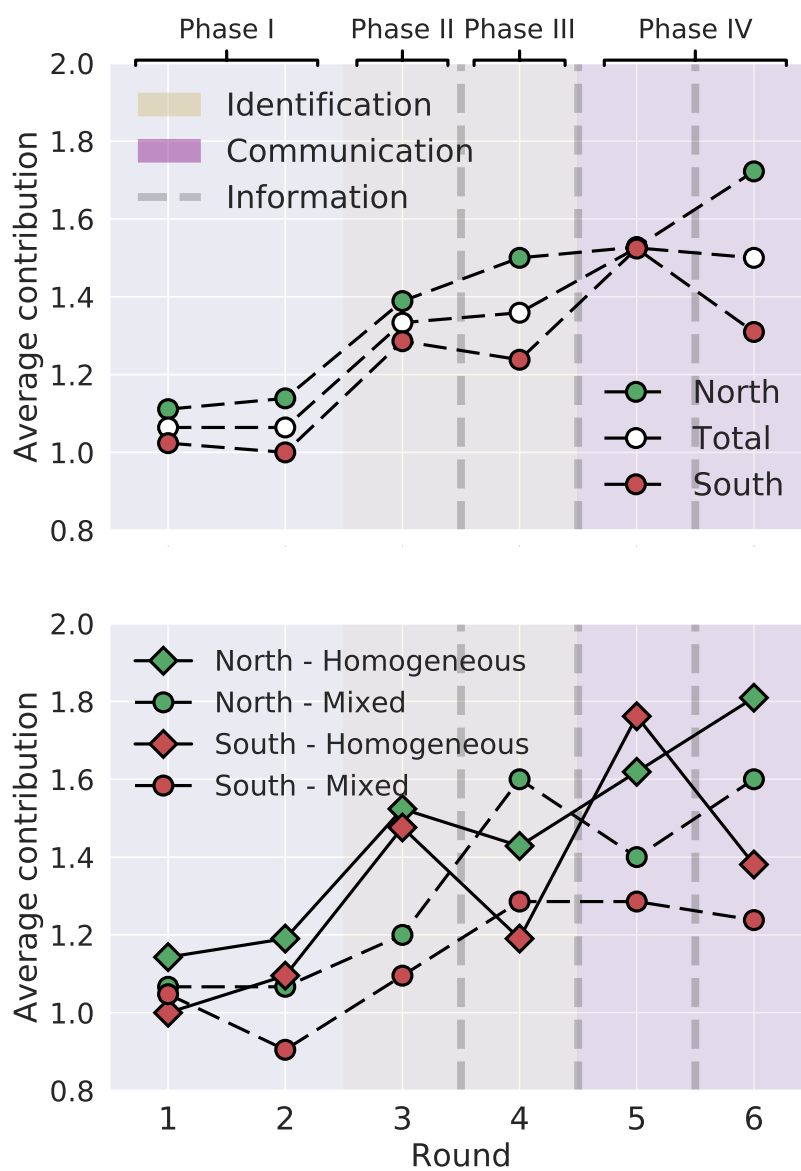 Phase I Phase II Phase III Phase IV
2.0
1.8
1.6
1.4
1.2
1.0
0.8
Average contribution
Identification
Communication
Information
North
Total
South
2.0
1.8
1.6
1.4
1.2
1.0
0.8
Average contribution
North - Homogeneous
North - Mixed
South - Homogeneous
South - Mixed
1 2 3 4 5 6
Round